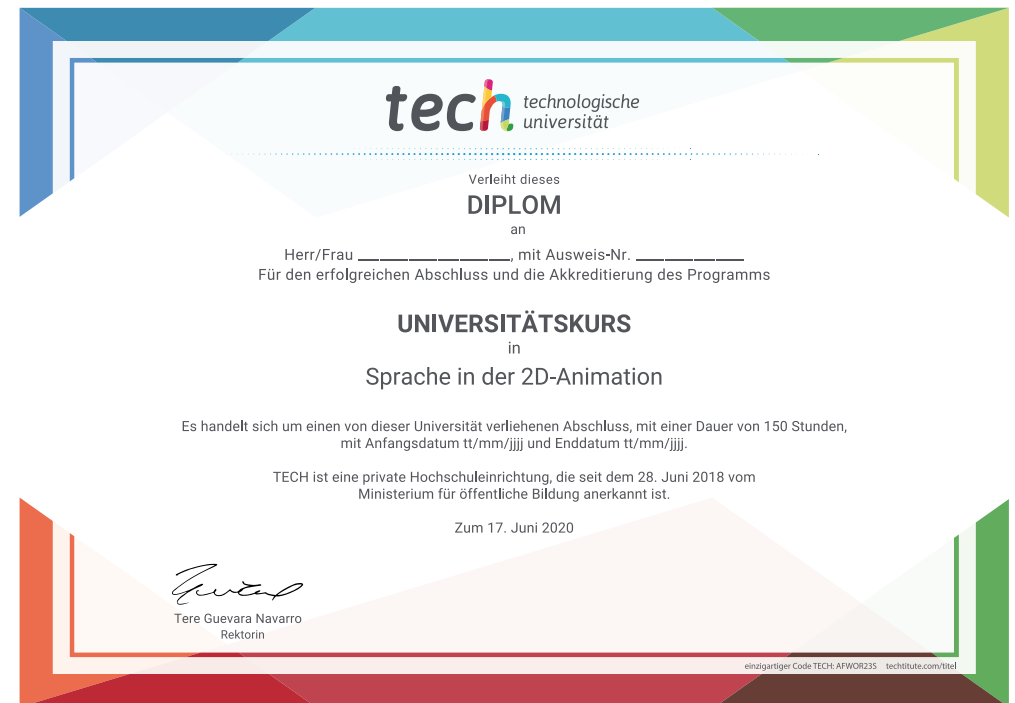 tech technologische
universität
Verleiht dieses
DIPLOM
an
Herr/Frau ____________________, mit Ausweis-Nr. ______________
Für den erfolgreichen Abschluss und die Akkreditierung des Programms
UNIVERSITÄTSKURS
in
Sprache in der 2D-Animation
Es handelt sich um einen von dieser Universität verliehenen Abschluss, mit einer Dauer von 150 Stunden,
mit Anfangsdatum tt/mm/jjjj und Enddatum tt/mm/jjjj.
TECH ist eine private Hochschuleinrichtung, die seit dem 28. Juni 2018 vom
Ministerium für öffentliche Bildung anerkannt ist.
Zum 17. Juni 2020
Tere Guevara Navarro
Rektorin
einzigartiger Code TECH: AFWOR23S techtitute.com/titel